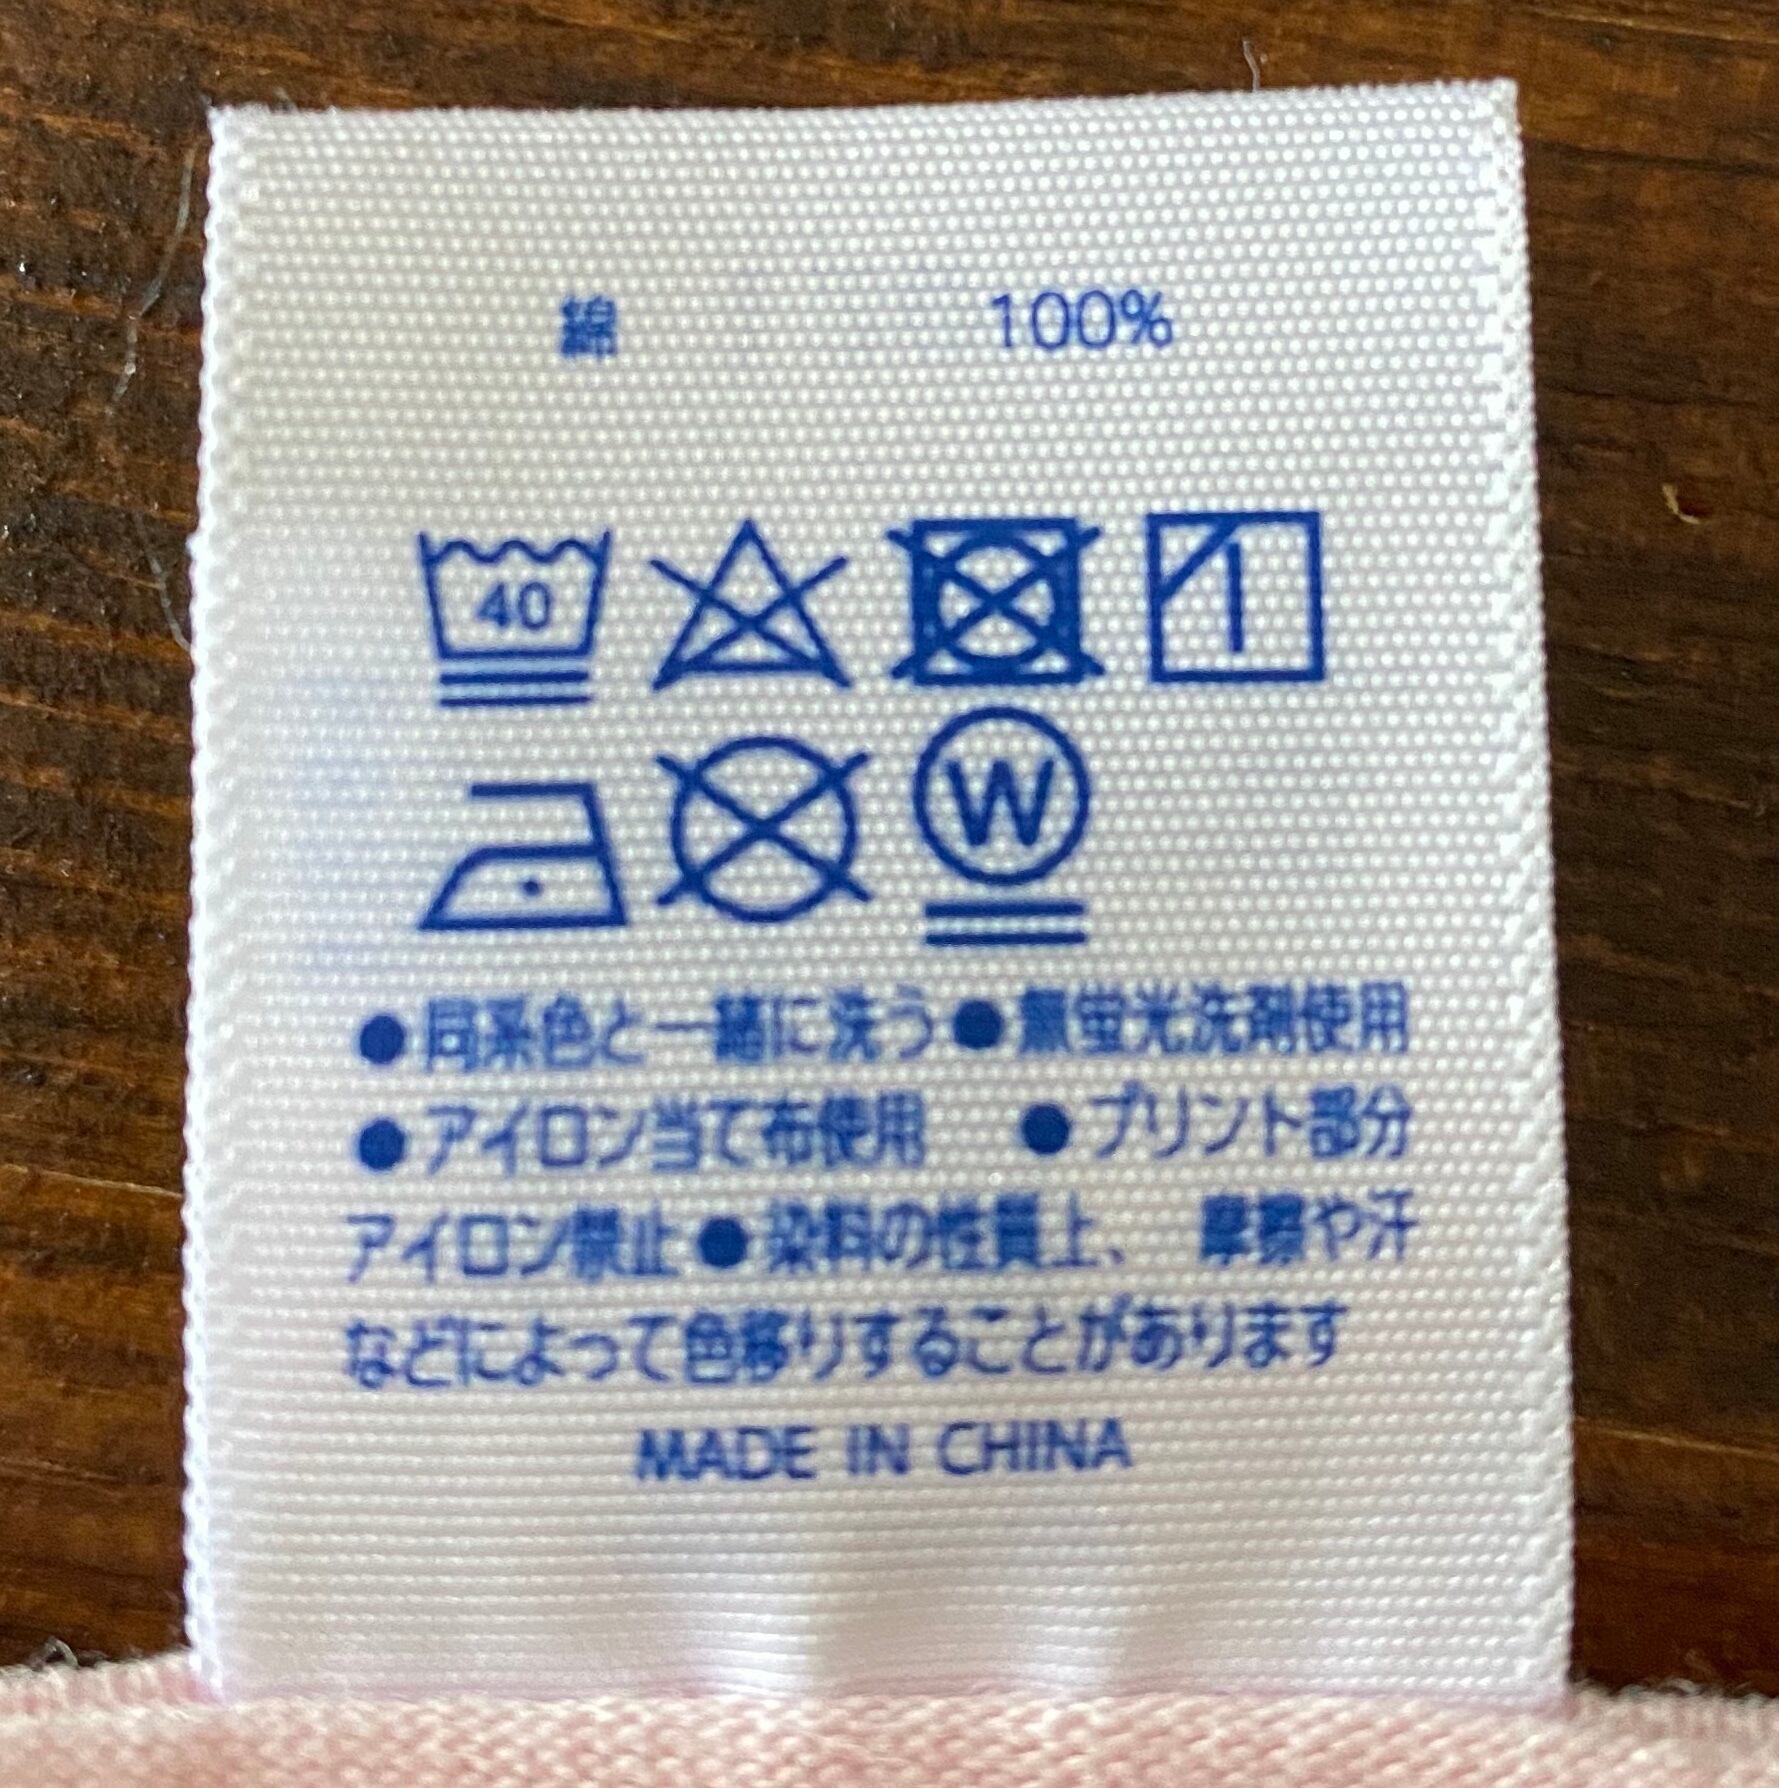 綿 100%
40
W
●同系色と一緒に洗う●無蛍光洗剤使用
●アイロン当て布使用 ●プリント部分
アイロン禁止●染料の性質上、 摩擦や汗
などによって色移りすることがあります
MADE IN CHINA